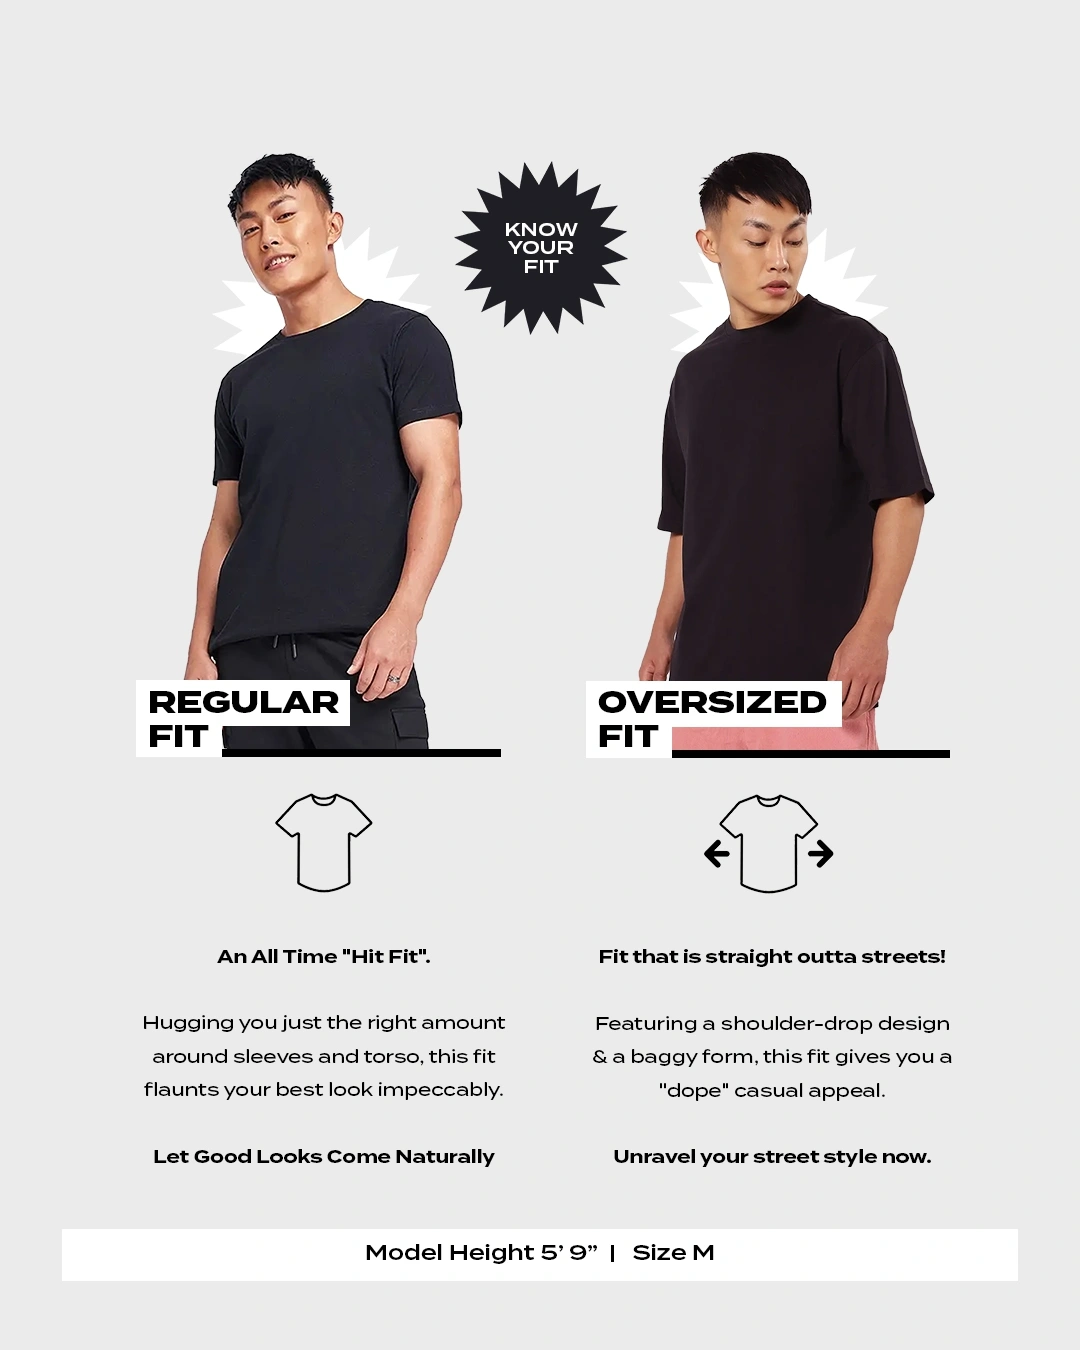 KNOW
YOUR
FIT
REGULAR
FIT
An All Time "Hit Fit".
Hugging you just the right amount
around sleeves and torso, this fit
flaunts your best look impeccably.
Let Good Looks Come Naturally
OVERSIZED
FIT
Fit that is straight outta streets!
Featuring a shoulder-drop design
& a baggy form, this fit gives you a
"dope" casual appeal.
Unravel your street style now.
Model Height 5’ 9” | Size M